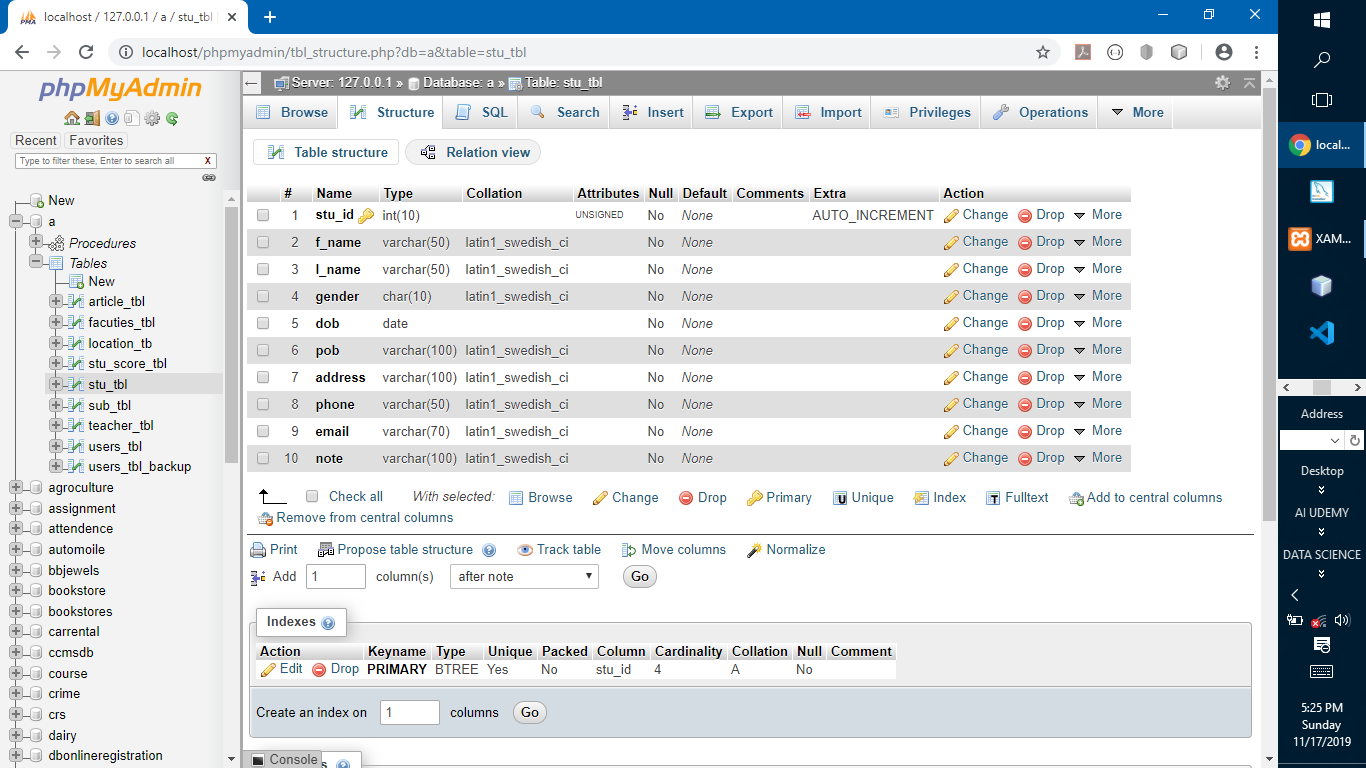 localhost / 127.0.0.1 / a / stu_tbl
localhost/phpmyadmin/tbl_structure.php?db=a&table=stu_tbl
phpMyAdmin
Recent Favorites
Type to filter these, Enter to search all X
New
a
Procedures
Tables
New
article_tbl
facuties_tbl
location_tb
stu_score_tbl
stu_tbl
sub_tbl
teacher_tbl
users_tbl
users_tbl_backup
agroculture
assignment
attendence
automoile
bbjewels
bookstore
bookstores
carrental
ccmsdb
course
crime
crs
dairy
dbonlineregistration
Server: 127.0.0.1 » Database: a » Table: stu_tbl
Browse Structure SQL Search Insert Export Import Privileges Operations More
Table structure Relation view
# Name Type Collation Attributes Null Default Comments Extra Action
1 stu_id int(10) UNSIGNED No None AUTO_INCREMENT Change Drop More
2 f_name varchar(50) latin1_swedish_ci No None Change Drop More
3 l_name varchar(50) latin1_swedish_ci No None Change Drop More
4 gender char(10) latin1_swedish_ci No None Change Drop More
5 dob date No None Change Drop More
6 pob varchar(100) latin1_swedish_ci No None Change Drop More
7 address varchar(100) latin1_swedish_ci No None Change Drop More
8 phone varchar(50) latin1_swedish_ci No None Change Drop More
9 email varchar(70) latin1_swedish_ci No None Change Drop More
10 note varchar(100) latin1_swedish_ci No None Change Drop More
Check all With selected: Browse Change Drop Primary Unique Index Fulltext Add to central columns
Remove from central columns
Print Propose table structure Track table Move columns Normalize
Add 1 column(s) after note Go
Indexes
Action Keyname Type Unique Packed Column Cardinality Collation Null Comment
Edit Drop PRIMARY BTREE Yes No stu_id 4 A No
Create an index on 1 columns Go
Console
local...
XAM...
Address
Desktop
AI UDEMY
DATA SCIENCE
5:25 PM
Sunday
11/17/2019